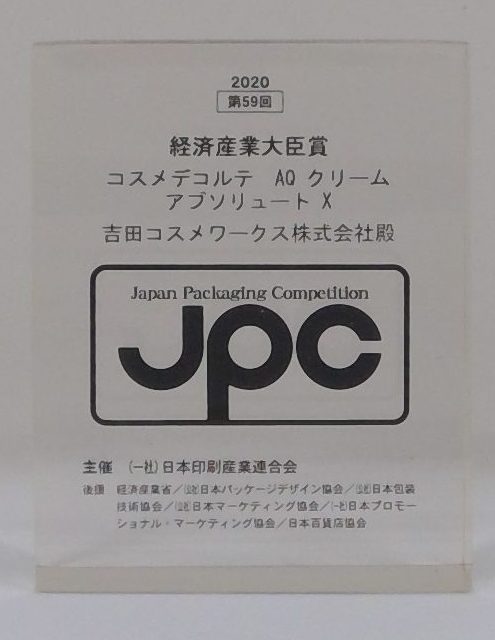 2020
第59回
経済産業大臣賞
コスメデコルテ AQ クリーム
アブソリュート X
吉田コスメワークス株式会社殿
Japan Packaging Competition
JPC
主催 (一社)日本印刷産業連合会
後援 経済産業省/(公社)日本パッケージデザイン協会/(公社)日本包装
技術協会/(公社)日本マーケティング協会/(一社)日本プロモー
ショナル・マーケティング協会/日本百貨店協会